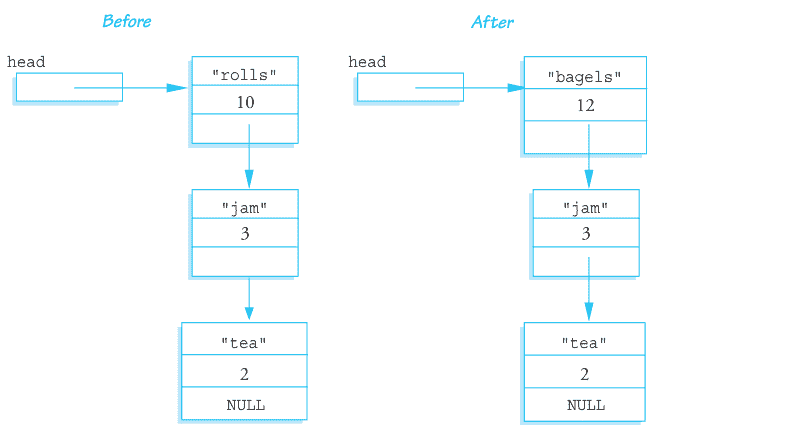 Before
head
"rolls"
10
"jam"
3
"tea"
2
NULL
After
head
"bagels"
12
"jam"
3
"tea"
2
NULL